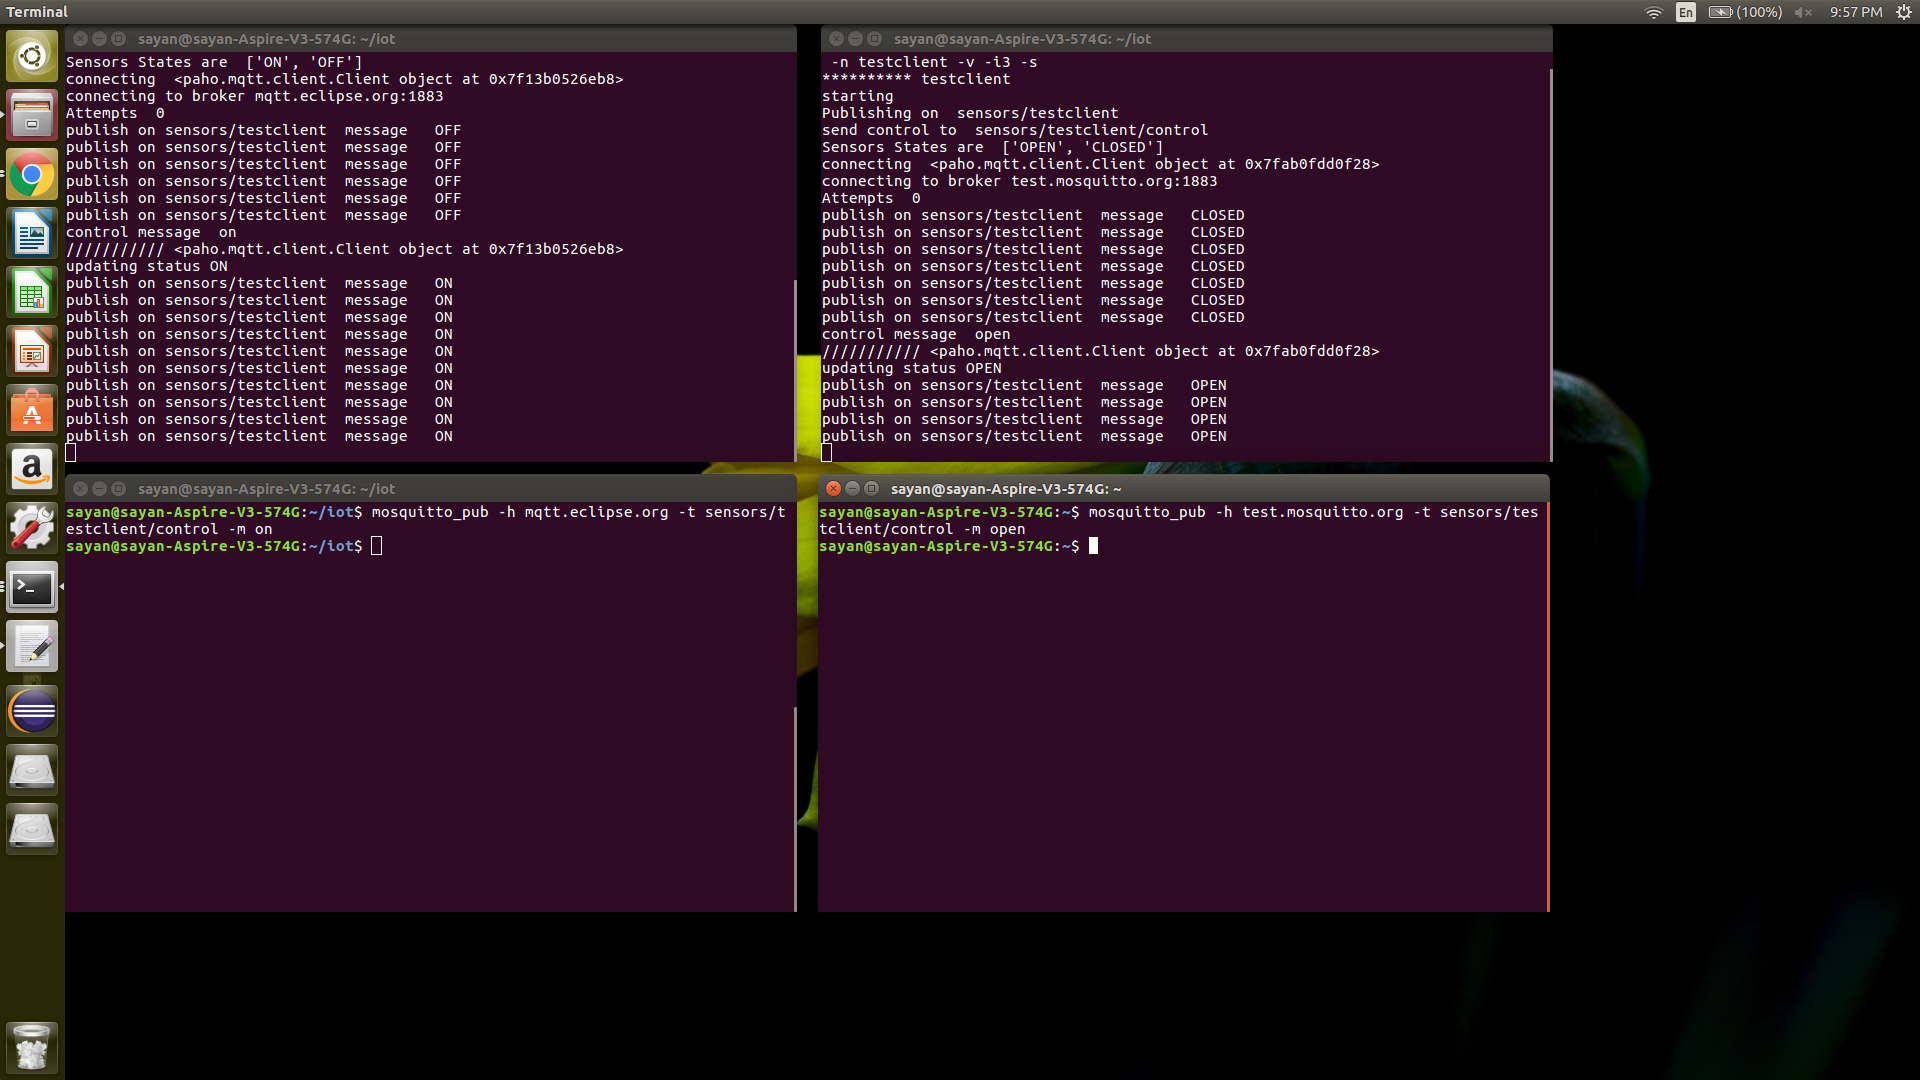 Terminal
En
(100%)
9:57 PM
sayan@sayan-Aspire-V3-574G: ~/iot
Sensors States are  ['ON', 'OFF']
connecting  <paho.mqtt.client.Client object at 0x7f13b0526eb8>
connecting to broker mqtt.eclipse.org:1883
Attempts  0
publish on sensors/testclient  message   OFF
publish on sensors/testclient  message   OFF
publish on sensors/testclient  message   OFF
publish on sensors/testclient  message   OFF
publish on sensors/testclient  message   OFF
publish on sensors/testclient  message   OFF
control message  on
/////////// <paho.mqtt.client.Client object at 0x7f13b0526eb8>
updating status ON
publish on sensors/testclient  message   ON
publish on sensors/testclient  message   ON
publish on sensors/testclient  message   ON
publish on sensors/testclient  message   ON
publish on sensors/testclient  message   ON
publish on sensors/testclient  message   ON
publish on sensors/testclient  message   ON
publish on sensors/testclient  message   ON
publish on sensors/testclient  message   ON
publish on sensors/testclient  message   ON
sayan@sayan-Aspire-V3-574G: ~/iot
 -n testclient -v -i3 -s
********** testclient
starting
Publishing on  sensors/testclient
send control to  sensors/testclient/control
Sensors States are  ['OPEN', 'CLOSED']
connecting  <paho.mqtt.client.Client object at 0x7fab0fdd0f28>
connecting to broker test.mosquitto.org:1883
Attempts  0
publish on sensors/testclient  message   CLOSED
publish on sensors/testclient  message   CLOSED
publish on sensors/testclient  message   CLOSED
publish on sensors/testclient  message   CLOSED
publish on sensors/testclient  message   CLOSED
publish on sensors/testclient  message   CLOSED
publish on sensors/testclient  message   CLOSED
control message  open
/////////// <paho.mqtt.client.Client object at 0x7fab0fdd0f28>
updating status OPEN
publish on sensors/testclient  message   OPEN
publish on sensors/testclient  message   OPEN
publish on sensors/testclient  message   OPEN
publish on sensors/testclient  message   OPEN
sayan@sayan-Aspire-V3-574G: ~/iot
sayan@sayan-Aspire-V3-574G:~/iot$ mosquitto_pub -h mqtt.eclipse.org -t sensors/t
estclient/control -m on
sayan@sayan-Aspire-V3-574G:~/iot$
sayan@sayan-Aspire-V3-574G: ~
sayan@sayan-Aspire-V3-574G:~$ mosquitto_pub -h test.mosquitto.org -t sensors/tes
tclient/control -m open
sayan@sayan-Aspire-V3-574G:~$